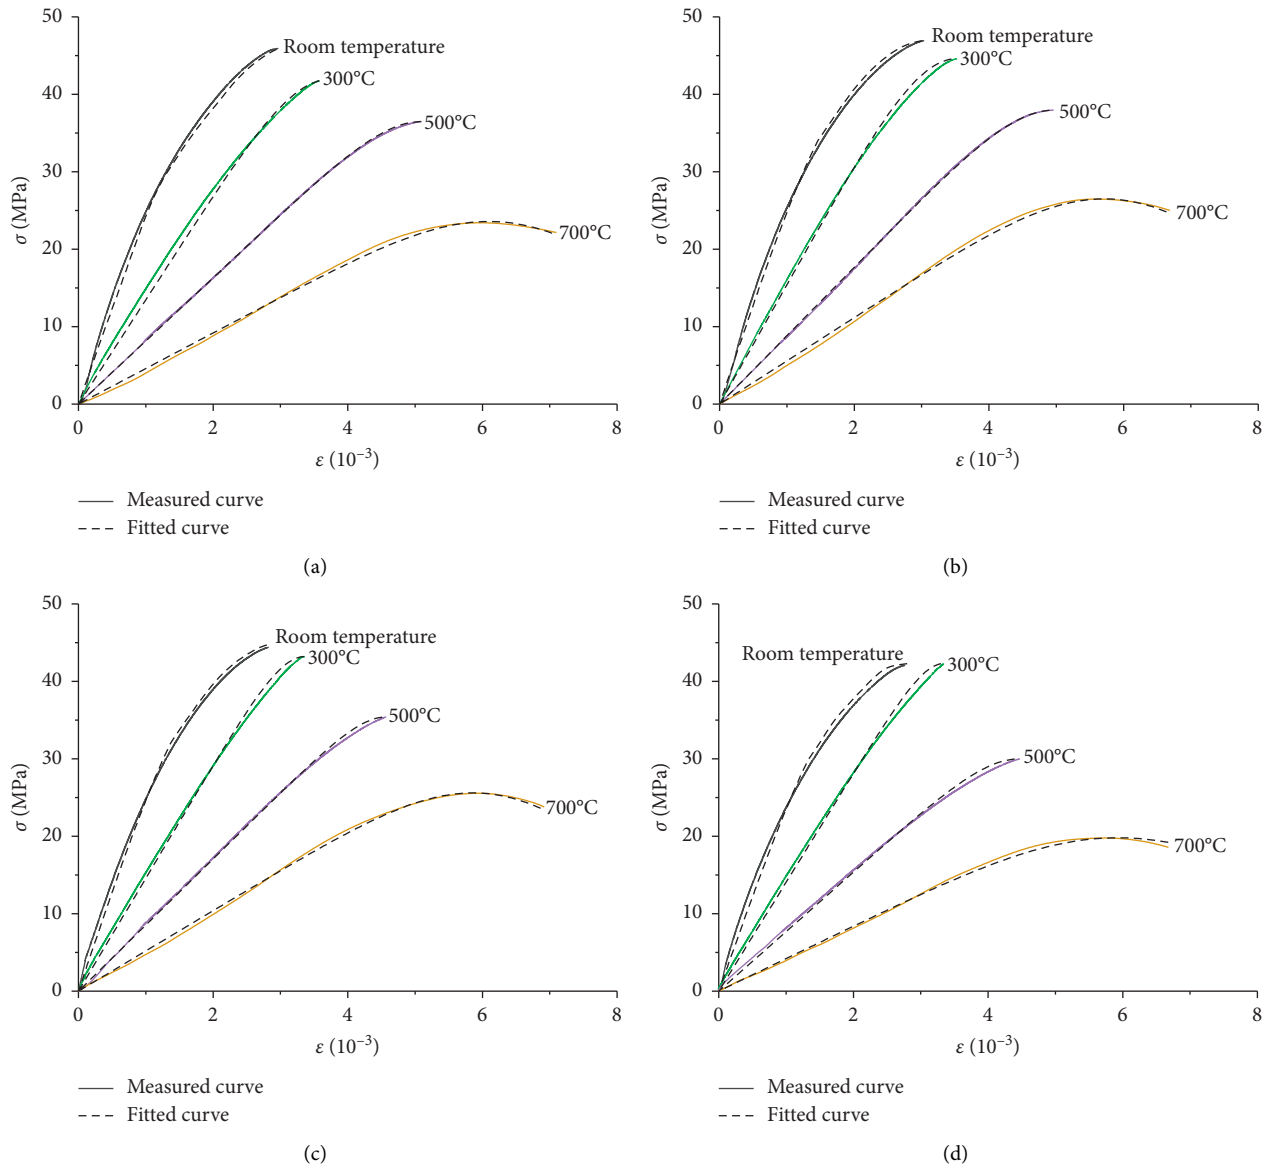 50
40
30
20
10
0
σ (MPa)
Room temperature
300°C
500°C
700°C
0 2 4 6 8
ε (10⁻³)
Measured curve
Fitted curve
(a)
50
40
30
20
10
0
σ (MPa)
Room temperature
300°C
500°C
700°C
0 2 4 6 8
ε (10⁻³)
Measured curve
Fitted curve
(b)
50
40
30
20
10
0
σ (MPa)
Room temperature
300°C
500°C
700°C
0 2 4 6 8
ε (10⁻³)
Measured curve
Fitted curve
(c)
50
40
30
20
10
0
σ (MPa)
Room temperature
300°C
500°C
700°C
0 2 4 6 8
ε (10⁻³)
Measured curve
Fitted curve
(d)